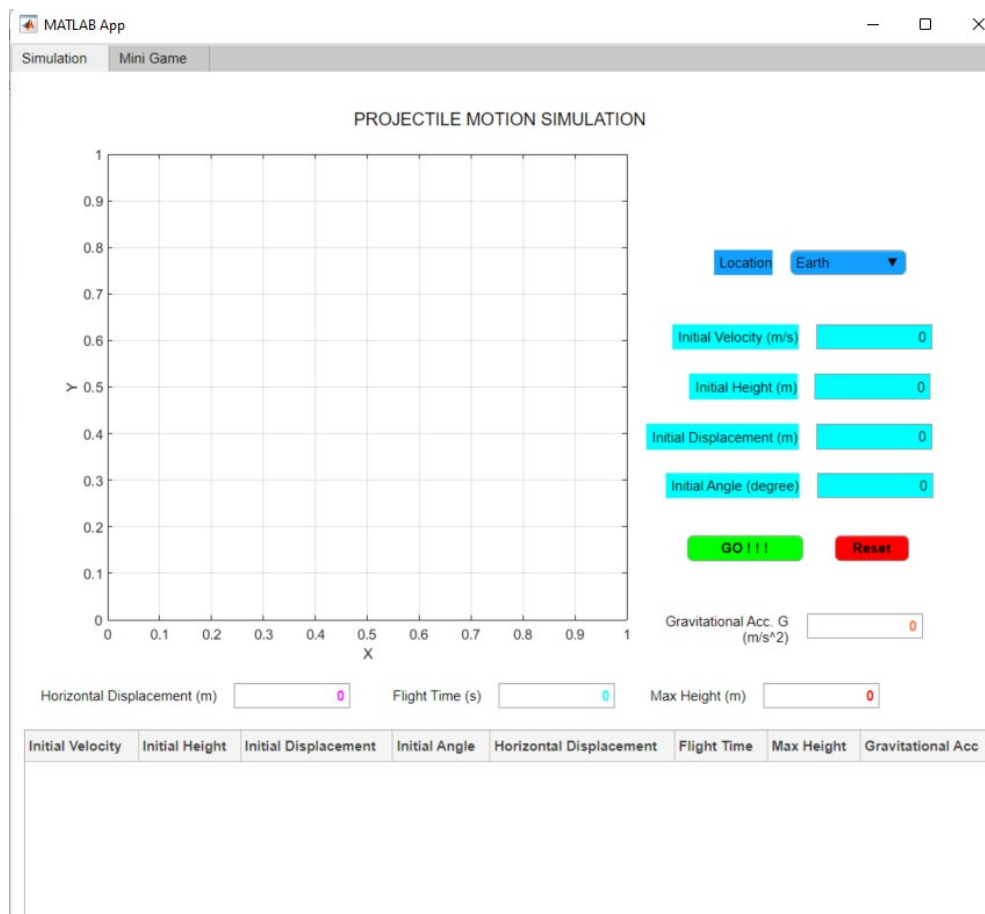 MATLAB App
Simulation Mini Game
PROJECTILE MOTION SIMULATION
1
0.9
0.8
0.7
0.6
Y 0.5
0.4
0.3
0.2
0.1
0
0 0.1 0.2 0.3 0.4 0.5 0.6 0.7 0.8 0.9 1
X
Location Earth
Initial Velocity (m/s) 0
Initial Height (m) 0
Initial Displacement (m) 0
Initial Angle (degree) 0
GO ! ! ! Reset
Gravitational Acc. G
(m/s^2) 0
Horizontal Displacement (m) 0 Flight Time (s) 0 Max Height (m) 0
Initial Velocity Initial Height Initial Displacement Initial Angle Horizontal Displacement Flight Time Max Height Gravitational Acc